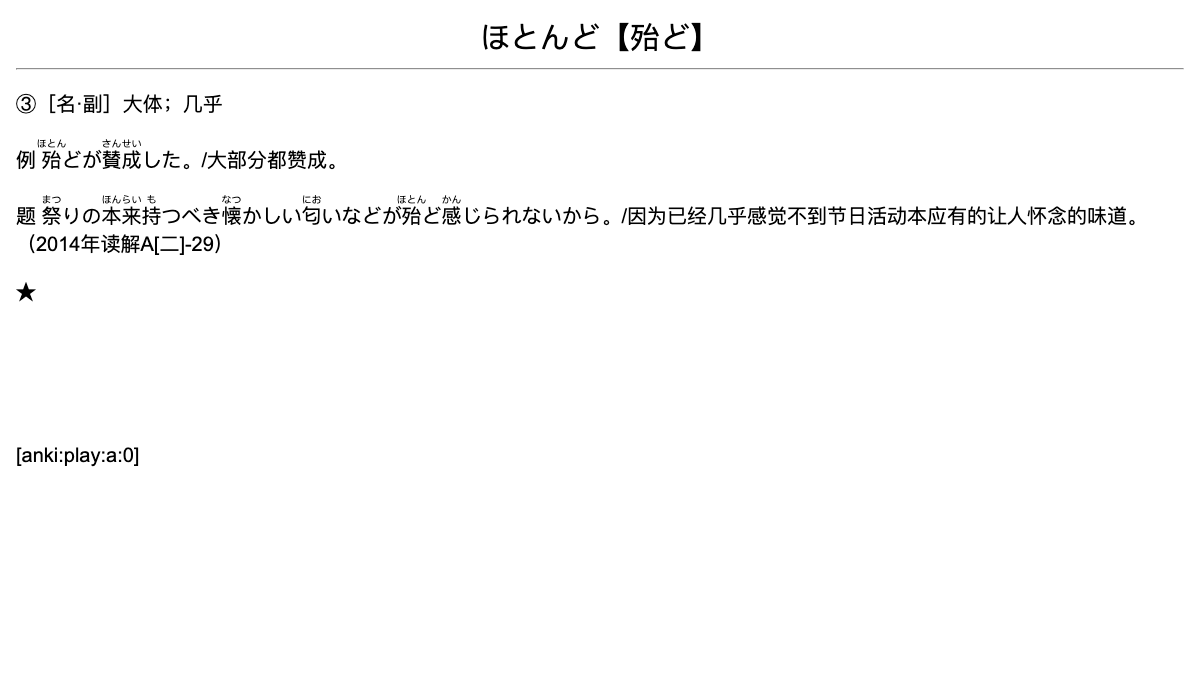 ほとんど【殆ど】
③［名·副］大体；几乎
ほとん さんせい
例 殆どが賛成した。/大部分都赞成。
まつ ほんらい も なつ にお ほとん かん
题 祭りの本来持つべき懐かしい匂いなどが殆ど感じられないから。/因为已经几乎感觉不到节日活动本应有的让人怀念的味道。
（2014年读解A[二]-29）
★
[anki:play:a:0]